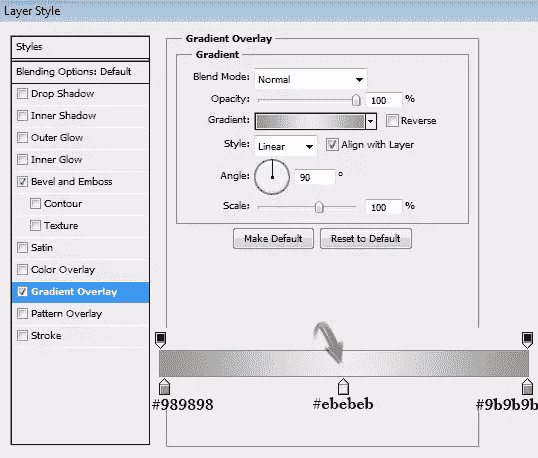 Layer Style
Styles
Blending Options: Default
Drop Shadow
Inner Shadow
Outer Glow
Inner Glow
Bevel and Emboss
Contour
Texture
Satin
Color Overlay
Gradient Overlay
Pattern Overlay
Stroke
Gradient Overlay
Gradient
Blend Mode: Normal
Opacity: 100 %
Gradient: Reverse
Style: Linear Align with Layer
Angle: 90 °
Scale: 100 %
Make Default Reset to Default
#989898 #ebebeb #9b9b9b